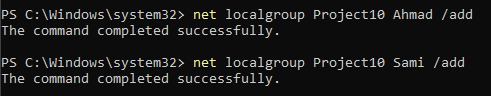 PS C:\Windows\system32> net localgroup Project10 Ahmad /add
The command completed successfully.
PS C:\Windows\system32> net localgroup Project10 Sami /add
The command completed successfully.